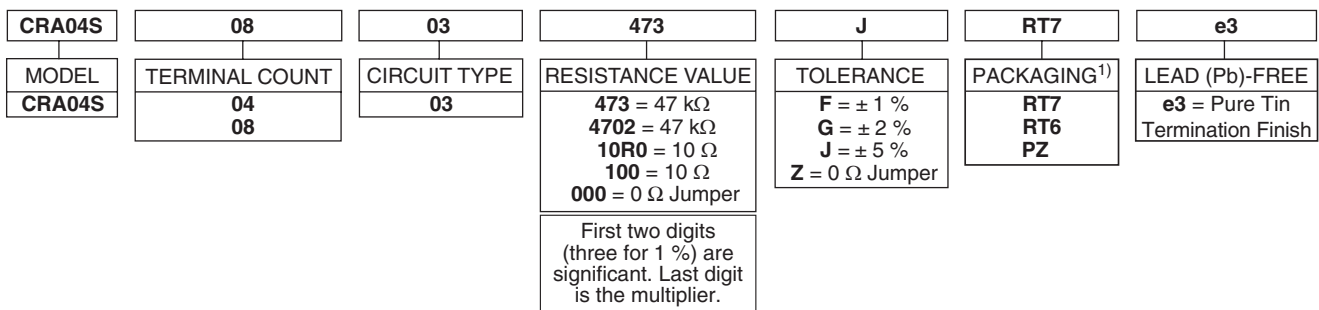 CRA04S 08 03 473 J RT7 e3
MODEL TERMINAL COUNT CIRCUIT TYPE RESISTANCE VALUE TOLERANCE PACKAGING1) LEAD (Pb)-FREE
CRA04S 04 03 473 = 47 kΩ F = ± 1 % RT7 e3 = Pure Tin
08 4702 = 47 kΩ G = ± 2 % RT6 Termination Finish
10R0 = 10 Ω J = ± 5 % PZ
100 = 10 Ω Z = 0 Ω Jumper
000 = 0 Ω Jumper
First two digits
(three for 1 %) are
significant. Last digit
is the multiplier.